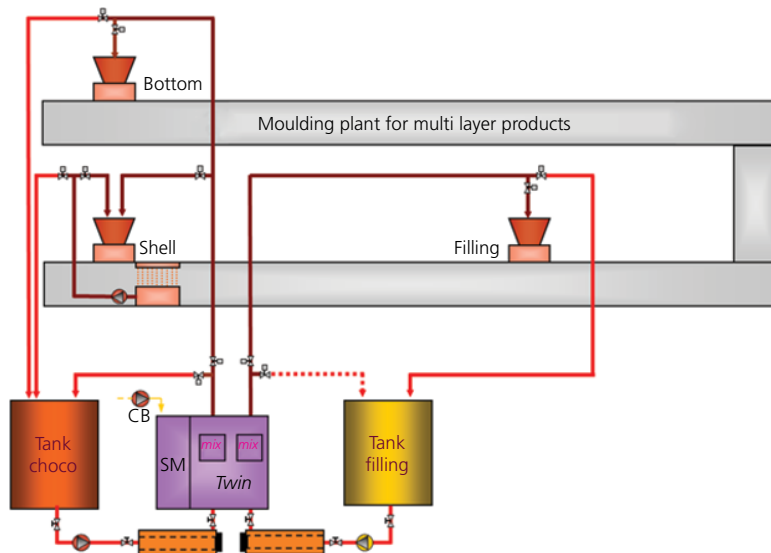 Bottom
Moulding plant for multi layer products
Shell
Filling
CB
Tank
choco
SM
mix
mix
Twin
Tank
filling